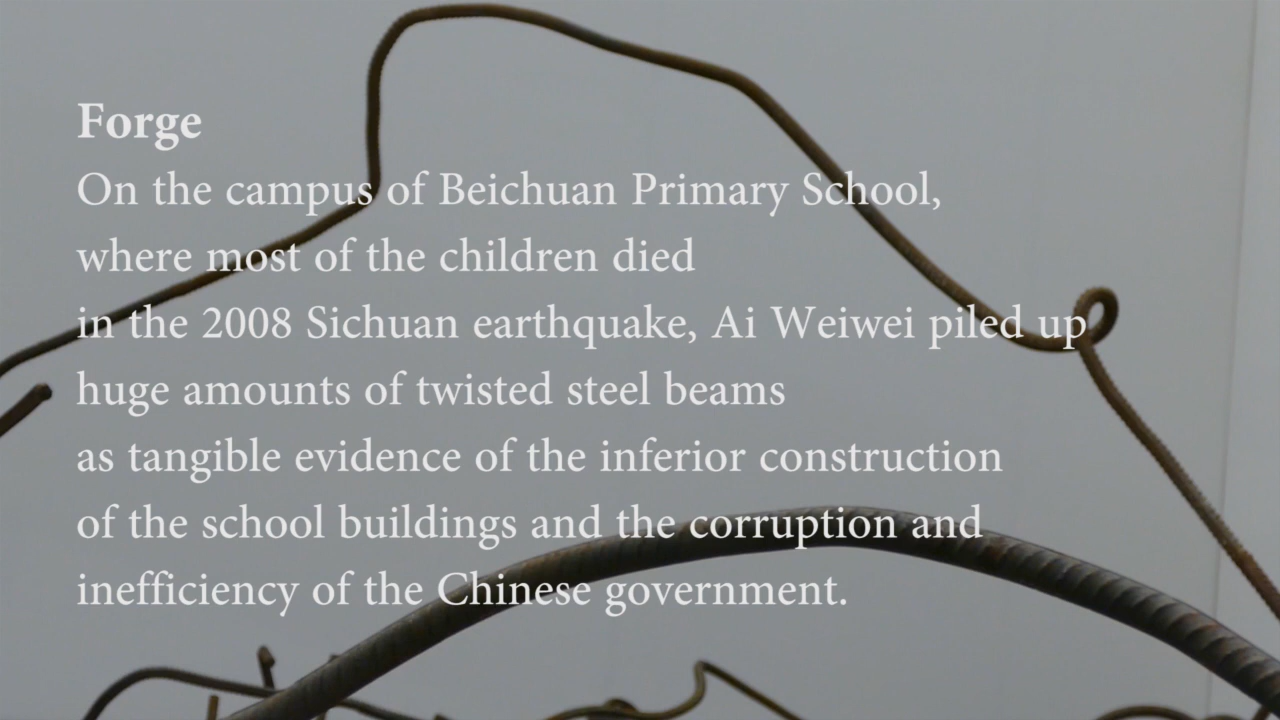 Forge
On the campus of Beichuan Primary School,
where most of the children died
in the 2008 Sichuan earthquake, Ai Weiwei piled up
huge amounts of twisted steel beams
as tangible evidence of the inferior construction
of the school buildings and the corruption and
inefficiency of the Chinese government.